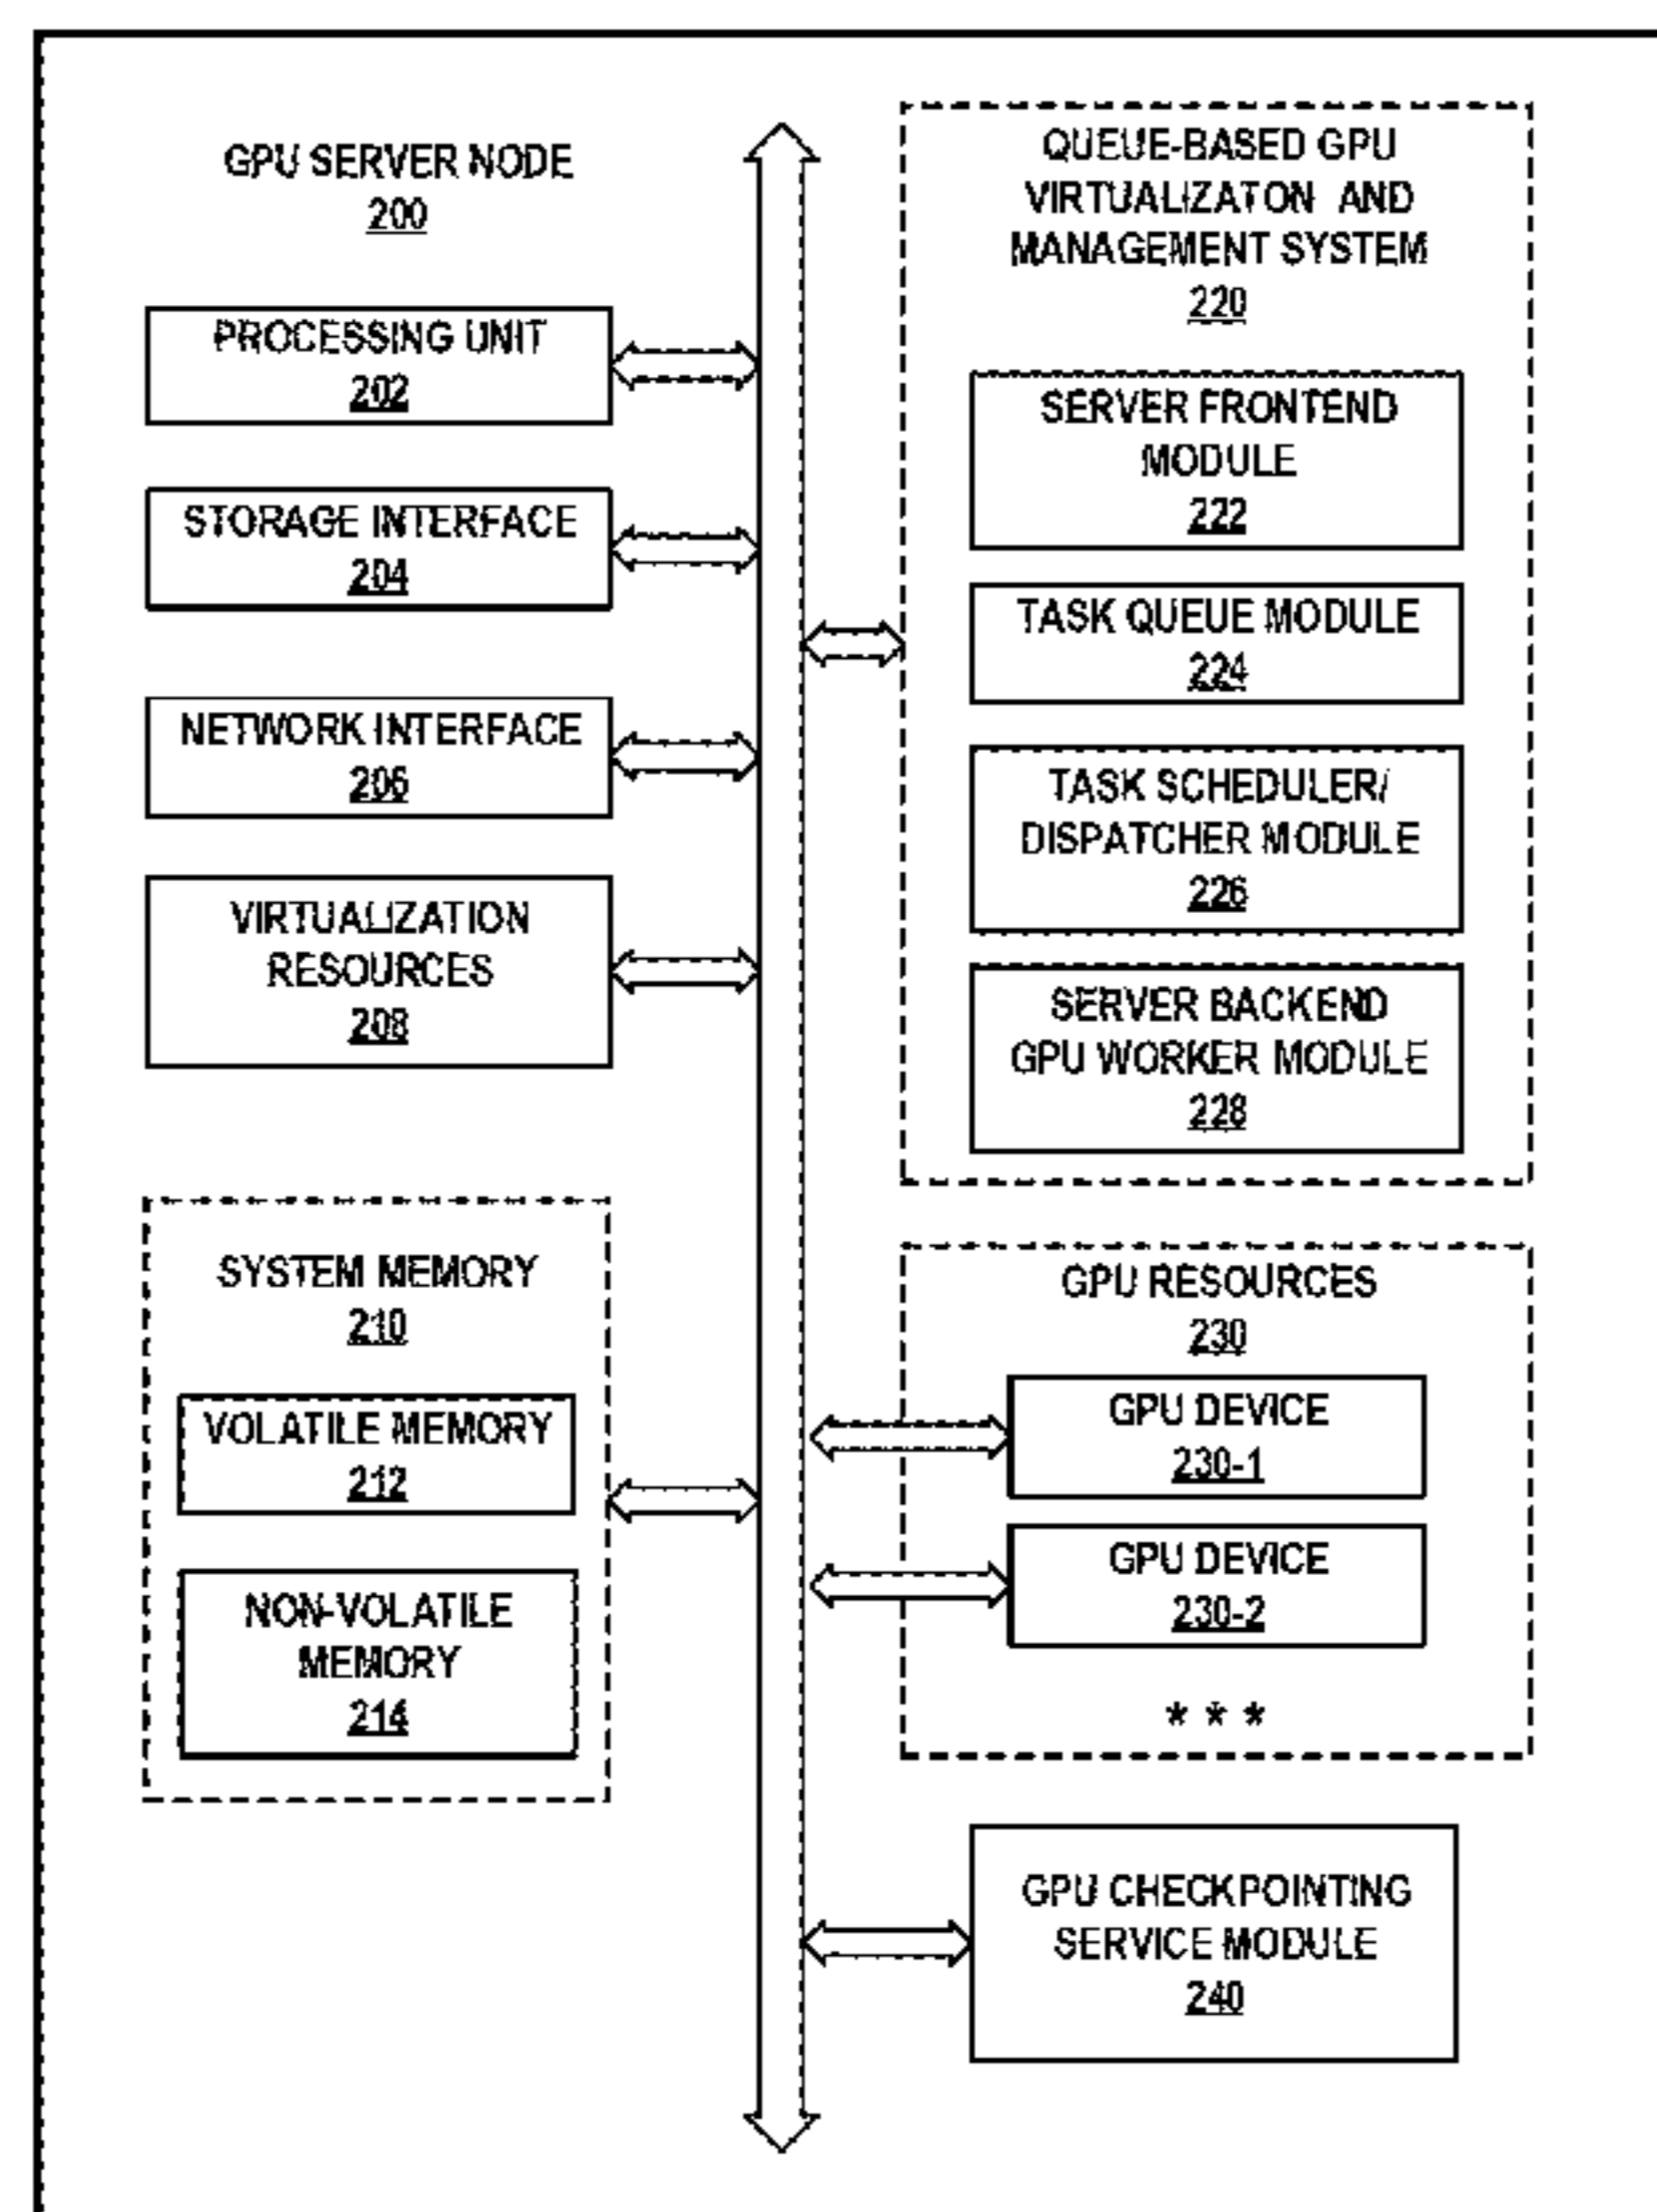 GPU SERVER NODE
200
PROCESSING UNIT
202
STORAGE INTERFACE
204
NETWORK INTERFACE
206
VIRTUALIZATION
RESOURCES
208
SYSTEM MEMORY
210
VOLATILE MEMORY
212
NON-VOLATILE
MEMORY
214
QUEUE-BASED GPU
VIRTUALIZATON AND
MANAGEMENT SYSTEM
220
SERVER FRONTEND
MODULE
222
TASK QUEUE MODULE
224
TASK SCHEDULER/
DISPATCHER MODULE
226
SERVER BACKEND
GPU WORKER MODULE
228
GPU RESOURCES
230
GPU DEVICE
230-1
GPU DEVICE
230-2
* * *
GPU CHECKPOINTING
SERVICE MODULE
240